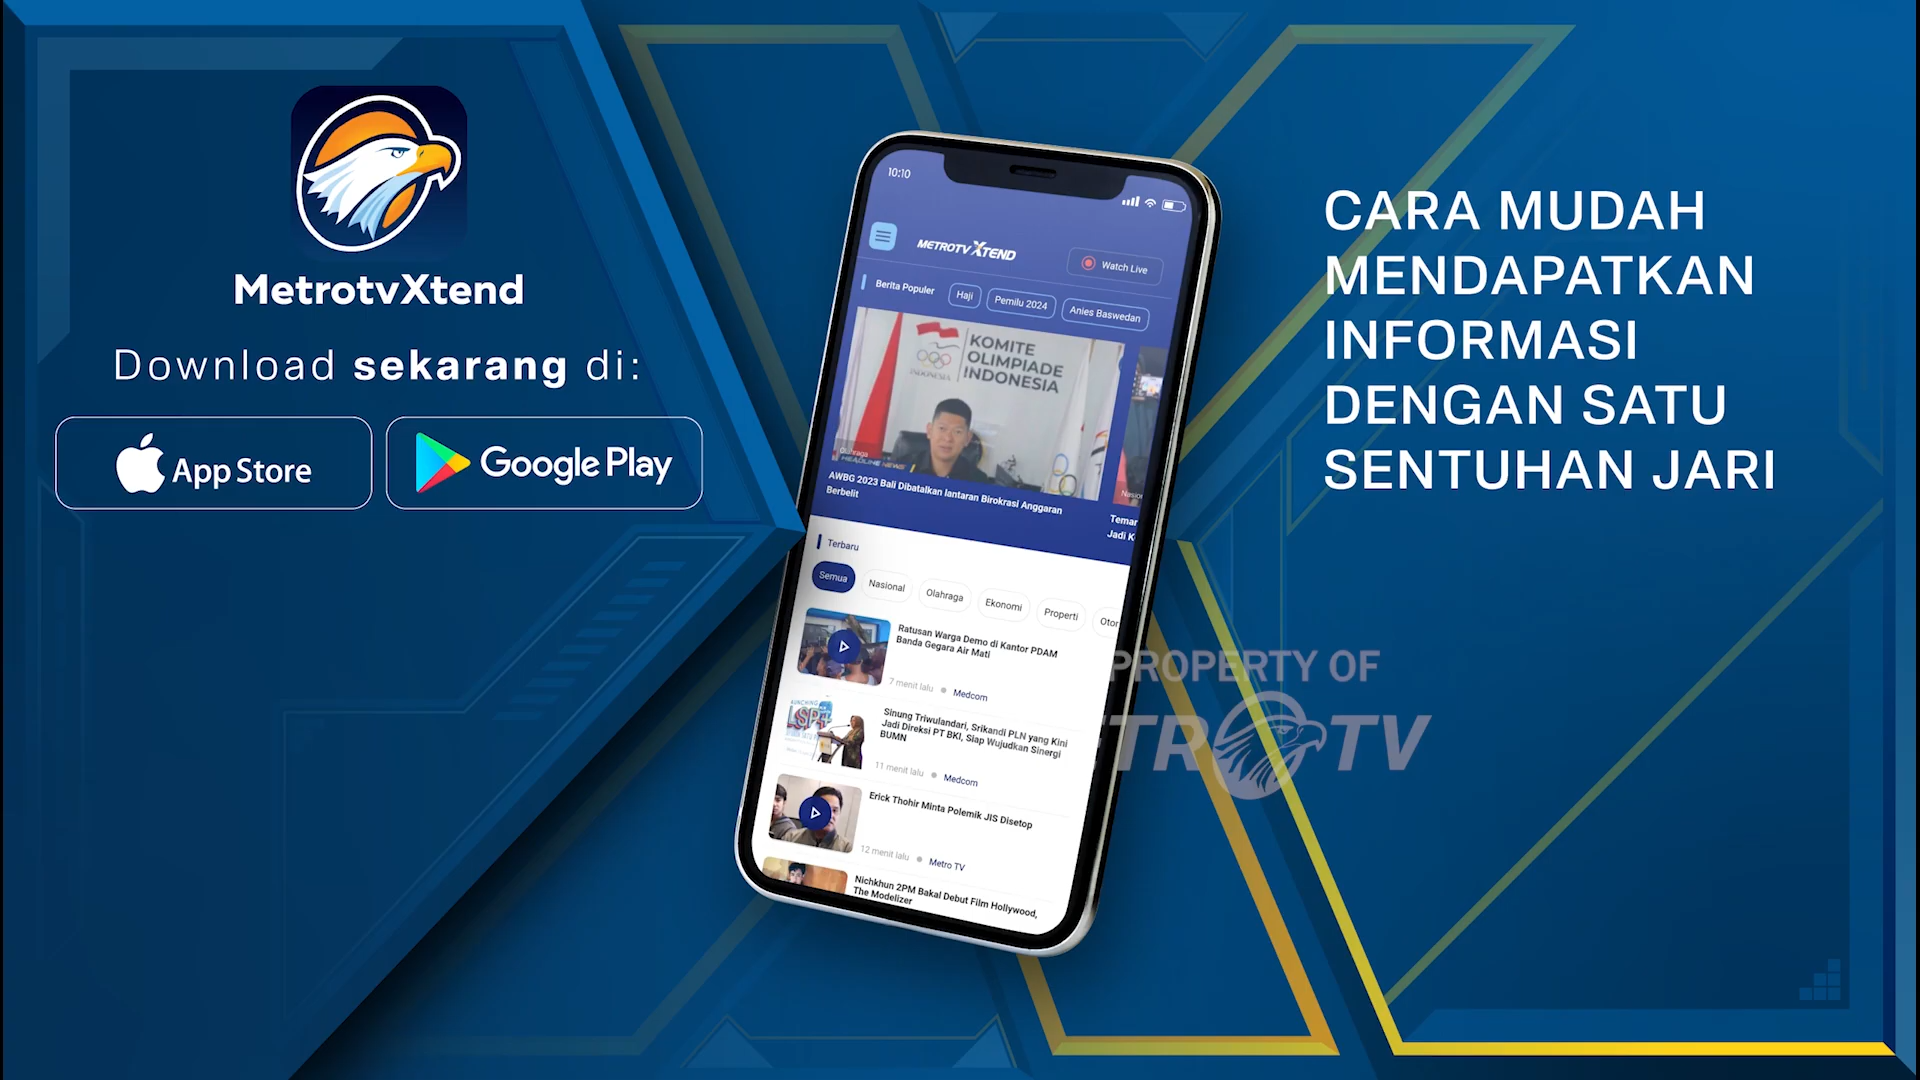 MetrotvXtend
Download sekarang di:
App Store
Google Play
10:10
METROTV XTEND
Watch Live
Berita Populer
Haji
Pemilu 2024
Anies Baswedan
KOMITE
OLIMPIADE
INDONESIA
INDONESIA
Olahraga
HEADLINE NEWS
AWBG 2023 Bali Dibatalkan lantaran Birokrasi Anggaran
Berbelit
Terbaru
Semua
Nasional
Olahraga
Ekonomi
Properti
Ratusan Warga Demo di Kantor PDAM
Banda Gegara Air Mati
7 menit lalu
Medcom
Sinung Triwulandari, Srikandi PLN yang Kini
Jadi Direksi PT BKI, Siap Wujudkan Sinergi
BUMN
11 menit lalu
Medcom
Erick Thohir Minta Polemik JIS Disetop
12 menit lalu
Metro TV
Nichkhun 2PM Bakal Debut Film Hollywood,
The Modelizer
CARA MUDAH
MENDAPATKAN
INFORMASI
DENGAN SATU
SENTUHAN JARI
PROPERTY OF
TV